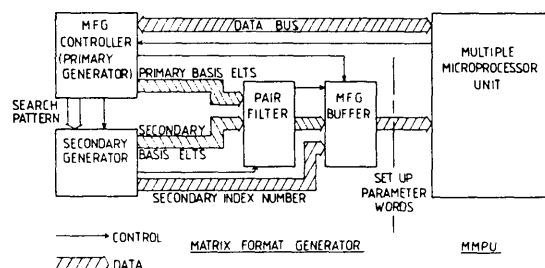 MFG
CONTROLLER
(PRIMARY
GENERATOR)
DATA BUS
MULTIPLE
MICROPROCESSOR
UNIT
PRIMARY BASIS ELTS
SEARCH
PATTERN
PAIR
FILTER
MFG
BUFFER
SECONDARY
GENERATOR
SECONDARY
BASIS ELTS
SECONDARY INDEX NUMBER
SET UP
PARAMETER
WORDS
CONTROL
DATA
MATRIX FORMAT GENERATOR
MMPU